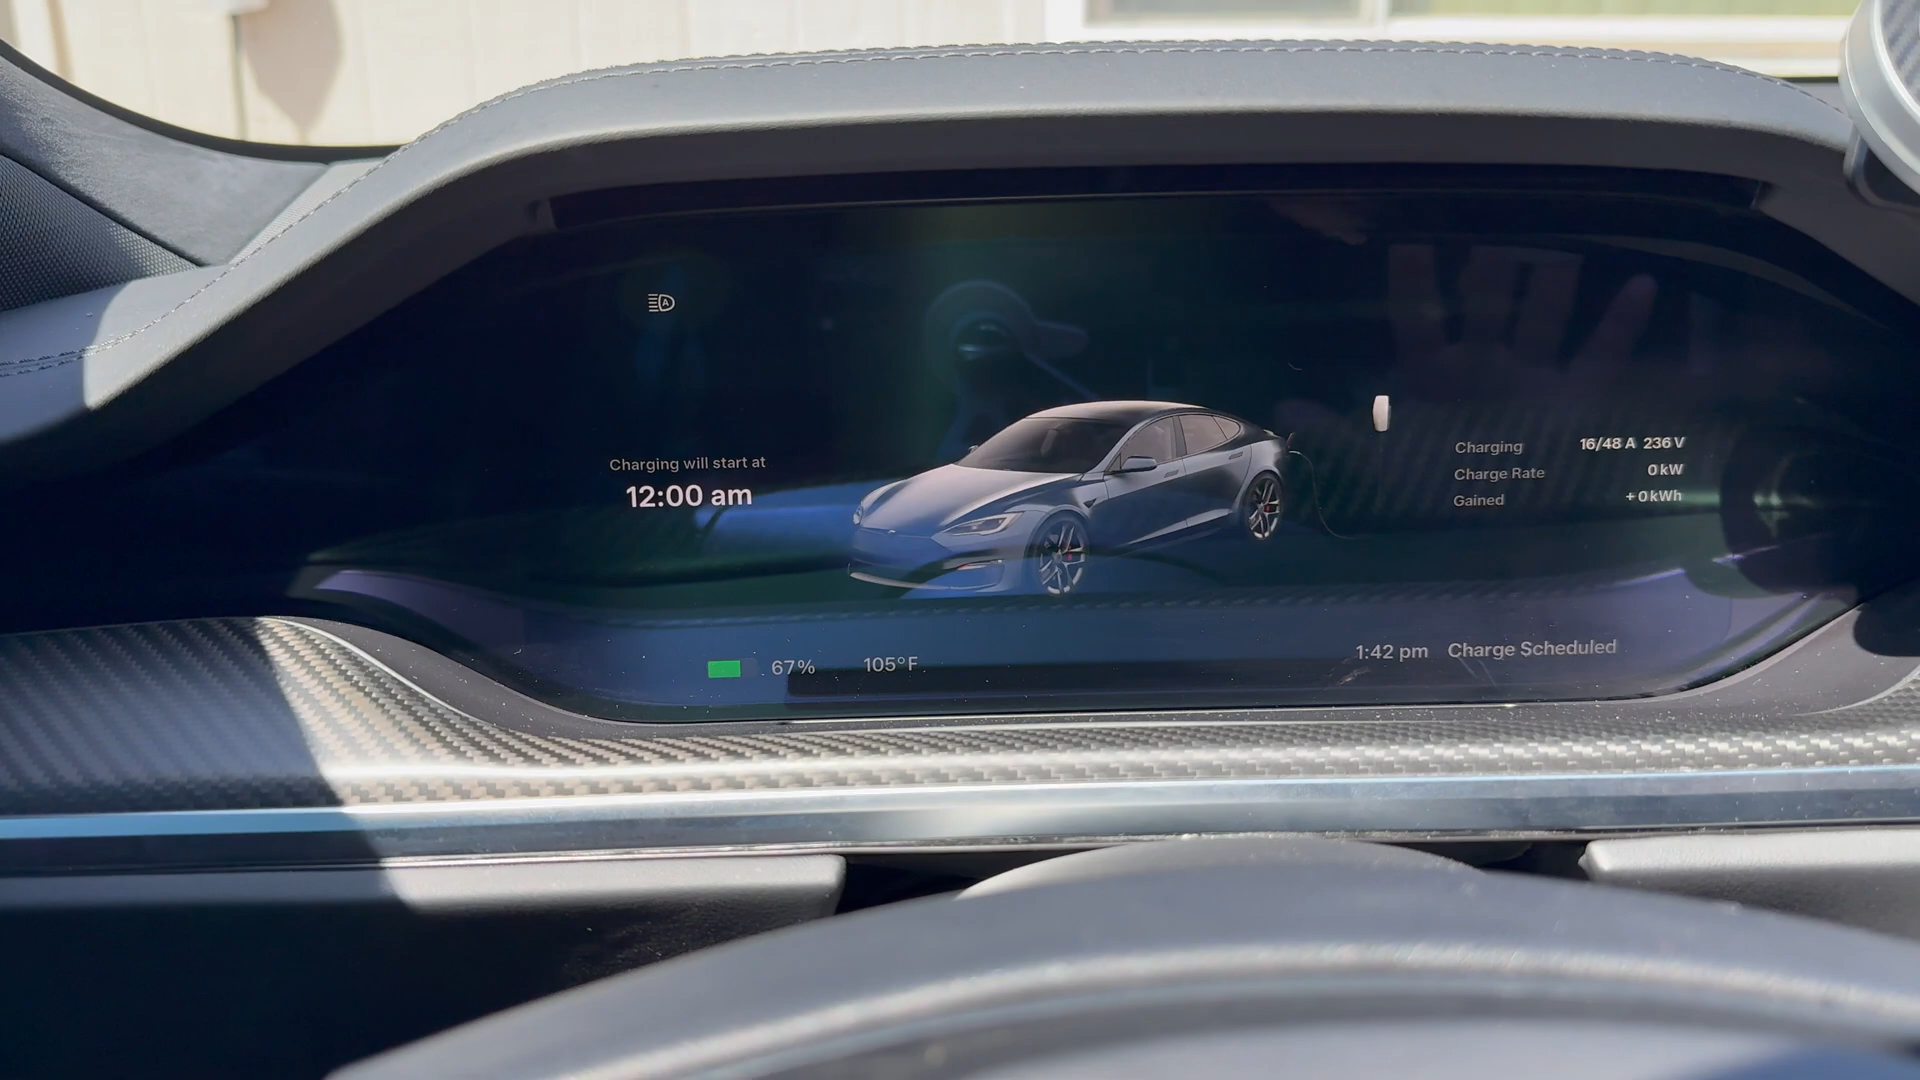 A
Charging will start at
12:00 am
Charging 16/48 A 236 V
Charge Rate 0 kW
Gained + 0 kWh
67% 105°F
1:42 pm Charge Scheduled